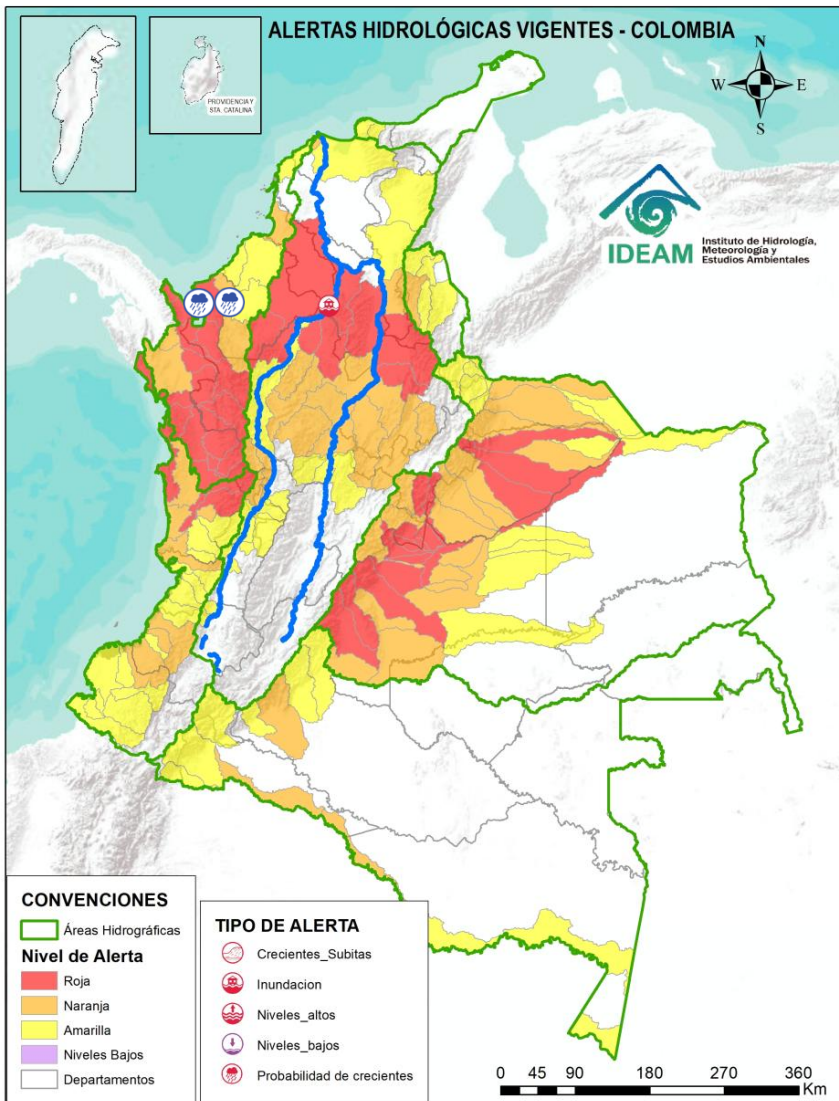 ALERTAS HIDROLÓGICAS VIGENTES - COLOMBIA
PROVIDENCIA Y
STA. CATALINA
N
W E
S
IDEAM
Instituto de Hidrología,
Meteorología y
Estudios Ambientales
CONVENCIONES
Áreas Hidrográficas
Nivel de Alerta
Roja
Naranja
Amarilla
Niveles Bajos
Departamentos
TIPO DE ALERTA
Crecientes_Subitas
Inundacion
Niveles_altos
Niveles_bajos
Probabilidad de crecientes
0 45 90 180 270 360
Km